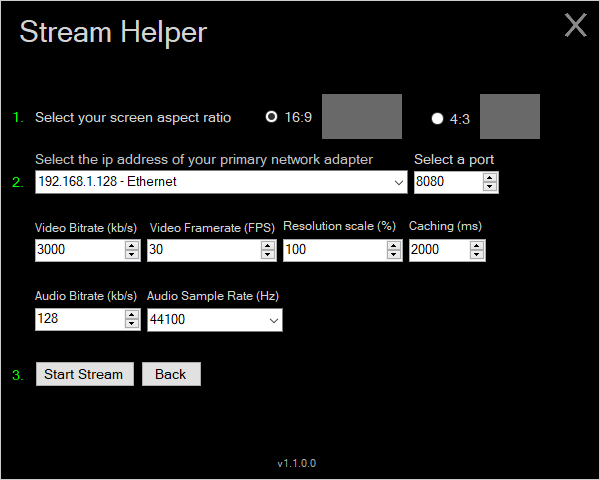 Stream Helper X
1. Select your screen aspect ratio 16:9 4:3
Select the ip address of your primary network adapter Select a port
2. 192.168.1.128 - Ethernet 8080
Video Bitrate (kb/s) Video Framerate (FPS) Resolution scale (%) Caching (ms)
3000 30 100 2000
Audio Bitrate (kb/s) Audio Sample Rate (Hz)
128 44100
3. Start Stream Back
v1.1.0.0